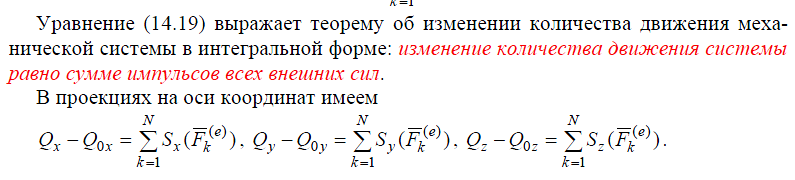 k=1
Уравнение (14.19) выражает теорему об изменении количества движения меха-
нической системы в интегральной форме: изменение количества движения системы
равно сумме импульсов всех внешних сил.
В проекциях на оси координат имеем
$Q_x - Q_{0x} = \sum_{k=1}^{N} S_x(\overline{F}_k^{(e)})$, $Q_y - Q_{0y} = \sum_{k=1}^{N} S_y(\overline{F}_k^{(e)})$, $Q_z - Q_{0z} = \sum_{k=1}^{N} S_z(\overline{F}_k^{(e)})$.